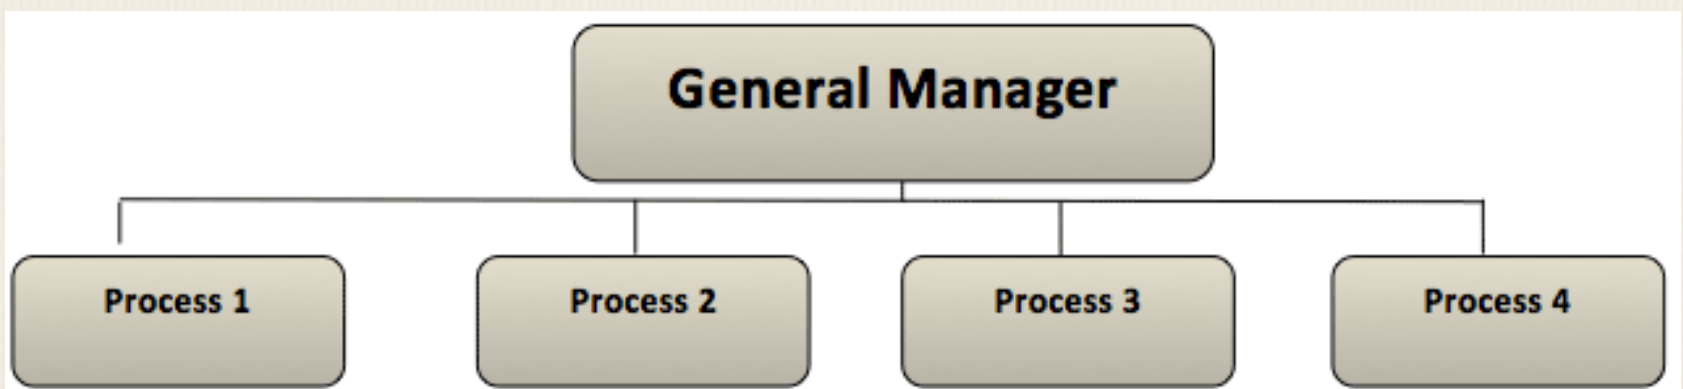 General Manager
Process 1
Process 2
Process 3
Process 4